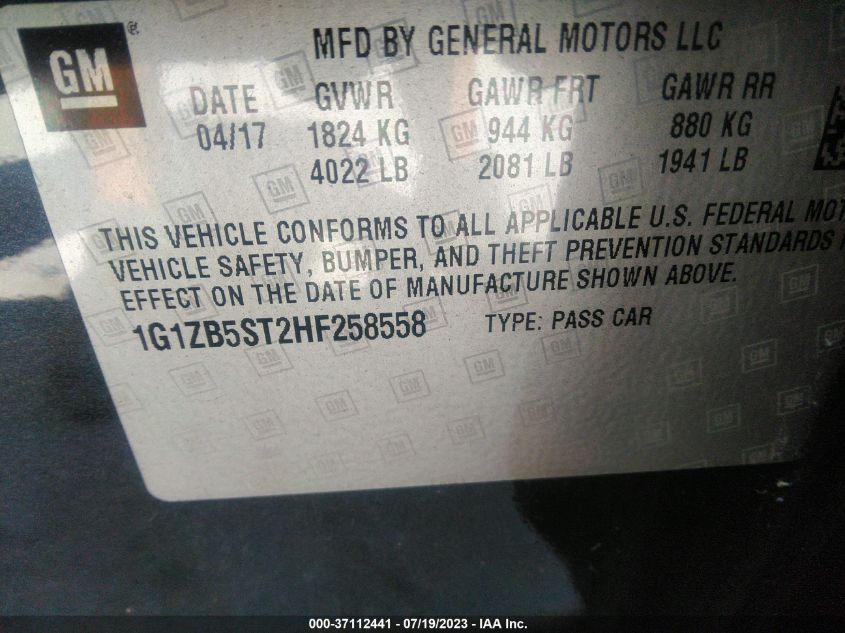 GM
MFD BY GENERAL MOTORS LLC
DATE GVWR GAWR FRT GAWR RR
04/17 1824 KG 944 KG 880 KG
4022 LB 2081 LB 1941 LB
THIS VEHICLE CONFORMS TO ALL APPLICABLE U.S. FEDERAL
VEHICLE SAFETY, BUMPER, AND THEFT PREVENTION STANDARDS
EFFECT ON THE DATE OF MANUFACTURE SHOWN ABOVE.
1G1ZB5ST2HF258558 TYPE: PASS CAR
000-37112441 - 07/19/2023 - IAA Inc.